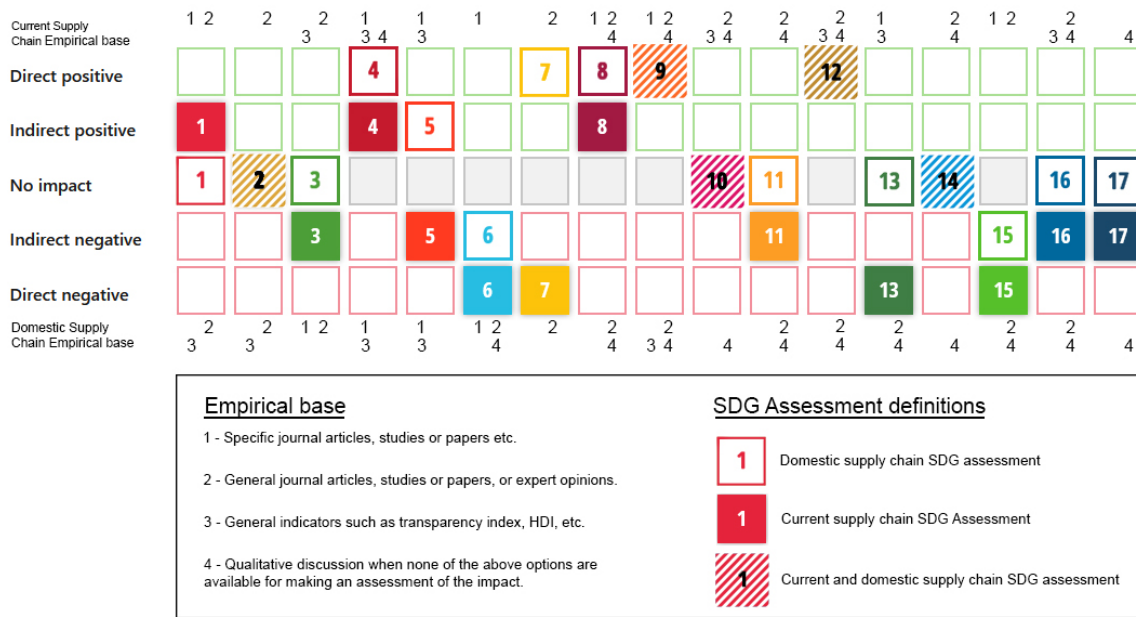 Current Supply
Chain Empirical base
1 2 2 2 1 1 1 2 1 2 1 2 2 2 2 1 2 1 2 2
3 3 4 3 4 4 3 4 4 3 4 3 4 4 3 4 4
Direct positive 4 7 8 9 12
Indirect positive 1 4 5 8
No impact 1 2 3 10 11 13 14 16 17
Indirect negative 3 5 6 11 15 16 17
Direct negative 6 7 13 15
Domestic Supply
Chain Empirical base
2 2 1 2 1 1 1 2 2 2 2 2 2 2 2 2
3 3 3 3 3 4 4 3 4 4 4 4 4 4 4 4 4
Empirical base
1 - Specific journal articles, studies or papers etc.
2 - General journal articles, studies or papers, or expert opinions.
3 - General indicators such as transparency index, HDI, etc.
4 - Qualitative discussion when none of the above options are
available for making an assessment of the impact.
SDG Assessment definitions
1 Domestic supply chain SDG assessment
1 Current supply chain SDG Assessment
1 Current and domestic supply chain SDG assessment